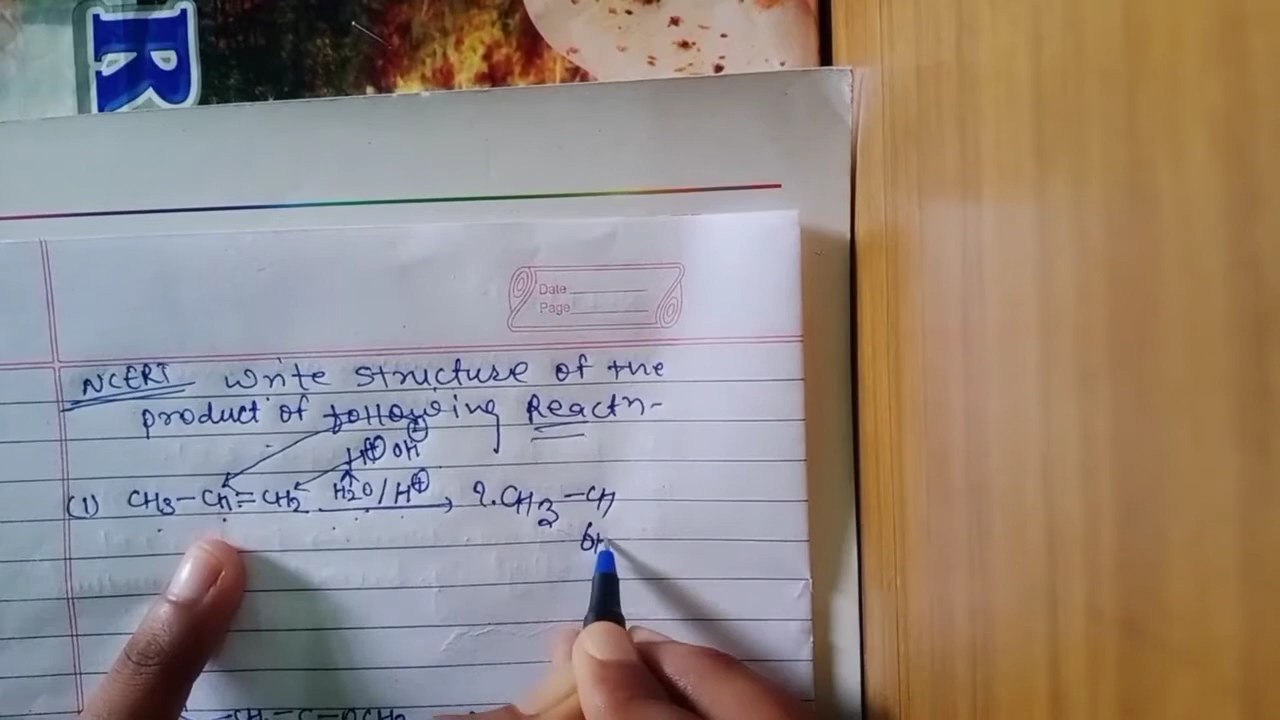 R
Date
Page
NCERT Write structure of the
product of following Reactn-
H⊕ OH⊖
(1) CH3-CH=CH2 H2O/H⊕ ?. CH3-CH
OH